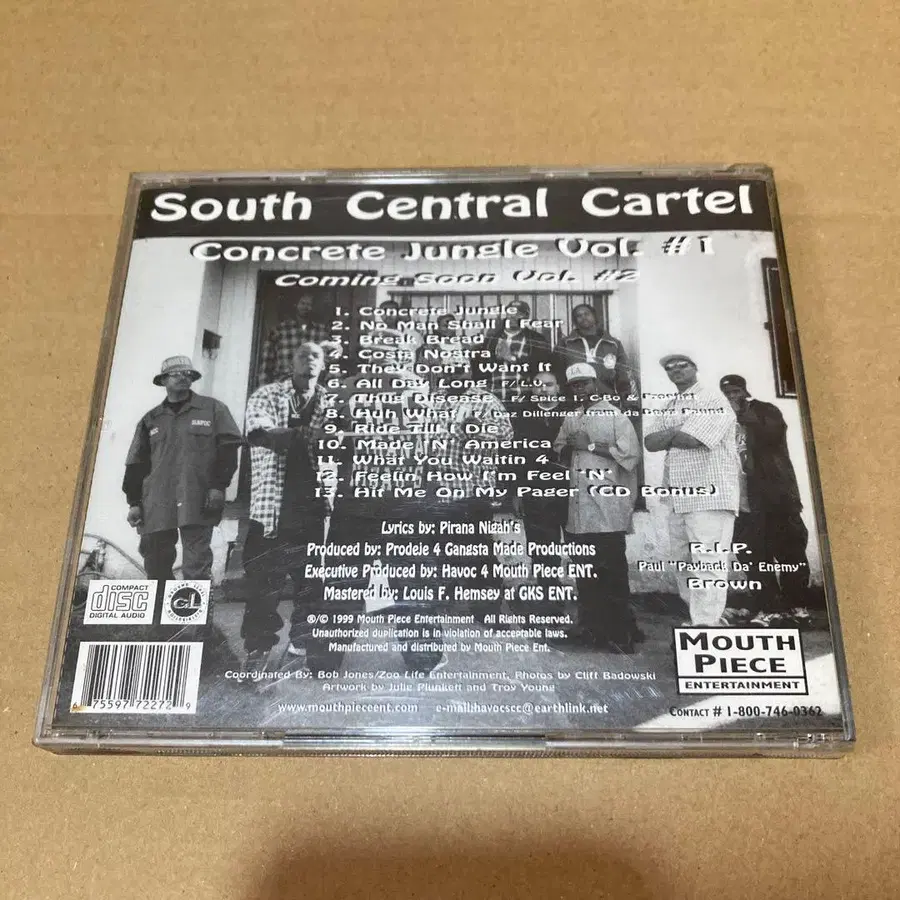 South Central Cartel
Concrete Jungle Vol. #1
Coming Soon Vol. #2
1. Concrete Jungle
2. No Man Shall I Fear
3. Break Bread
4. Costa Nostra
5. They Don't Want It
6. All Day Long F/ L.V.
7. Thug Disease F/ Spice 1, C-Bo & Prophet
8. Huh What F/ Daz Dillenger from da Dogg Pound
9. Ride Till I Die
10. Made 'N' America
11. What You Waitin 4
12. Feelin How I'm Feel 'N'
13. Hit Me On My Pager (CD Bonus)
Lyrics by: Pirana Nigah's
Produced by: Prodeje 4 Gangsta Made Productions
Executive Produced by: Havoc 4 Mouth Piece ENT.
Mastered by: Louis F. Hemsey at GKS ENT.
R.I.P.
Paul "Payback Da' Enemy"
Brown
℗/© 1999 Mouth Piece Entertainment All Rights Reserved.
Unauthorized duplication is in violation of acceptable laws.
Manufactured and distributed by Mouth Piece Ent.
COMPACT
disc
DIGITAL AUDIO
Coordinated By: Bob Jones/Zoo Life Entertainment, Photos by Cliff Badowski
Artwork by Julie Plunkett and Troy Young
www.mouthpieceent.com e-mail:havocscc@earthlink.net
MOUTH
PIECE
ENTERTAINMENT
CONTACT # 1-800-746-0362
75597 72272 9